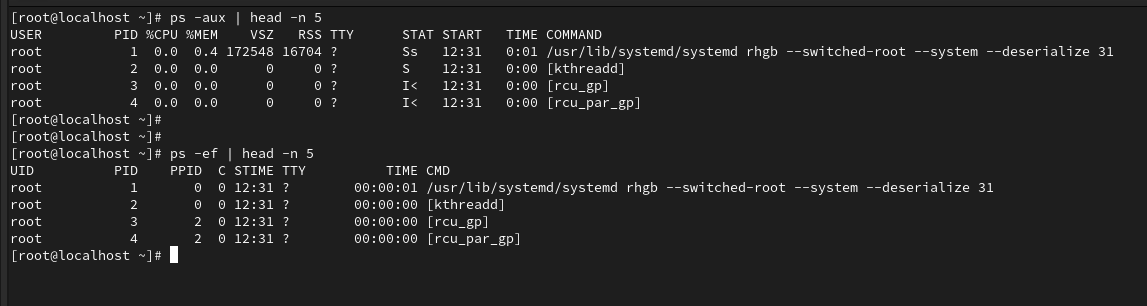 [root@localhost ~]# ps -aux | head -n 5
USER         PID %CPU %MEM    VSZ   RSS TTY      STAT START   TIME COMMAND
root           1  0.0  0.4 172548 16704 ?        Ss   12:31   0:01 /usr/lib/systemd/systemd rhgb --switched-root --system --deserialize 31
root           2  0.0  0.0      0     0 ?        S    12:31   0:00 [kthreadd]
root           3  0.0  0.0      0     0 ?        I<   12:31   0:00 [rcu_gp]
root           4  0.0  0.0      0     0 ?        I<   12:31   0:00 [rcu_par_gp]
[root@localhost ~]#
[root@localhost ~]#
[root@localhost ~]# ps -ef | head -n 5
UID          PID    PPID  C STIME TTY          TIME CMD
root           1       0  0 12:31 ?        00:00:01 /usr/lib/systemd/systemd rhgb --switched-root --system --deserialize 31
root           2       0  0 12:31 ?        00:00:00 [kthreadd]
root           3       2  0 12:31 ?        00:00:00 [rcu_gp]
root           4       2  0 12:31 ?        00:00:00 [rcu_par_gp]
[root@localhost ~]#